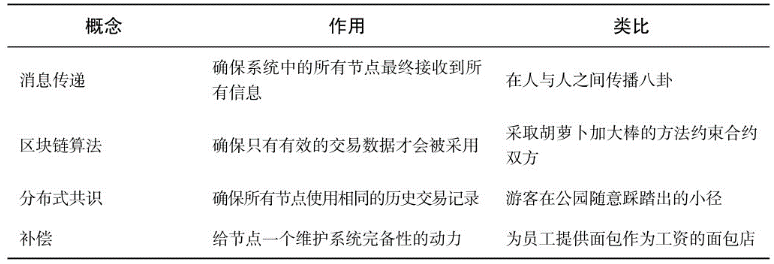 概念 作用 类比
消息传递 确保系统中的所有节点最终接收到所有信息 在人与人之间传播八卦
区块链算法 确保只有有效的交易数据才会被采用 采取胡萝卜加大棒的方法约束合约双方
分布式共识 确保所有节点使用相同的历史交易记录 游客在公园随意踩踏出的小径
补偿 给节点一个维护系统完备性的动力 为员工提供面包作为工资的面包店